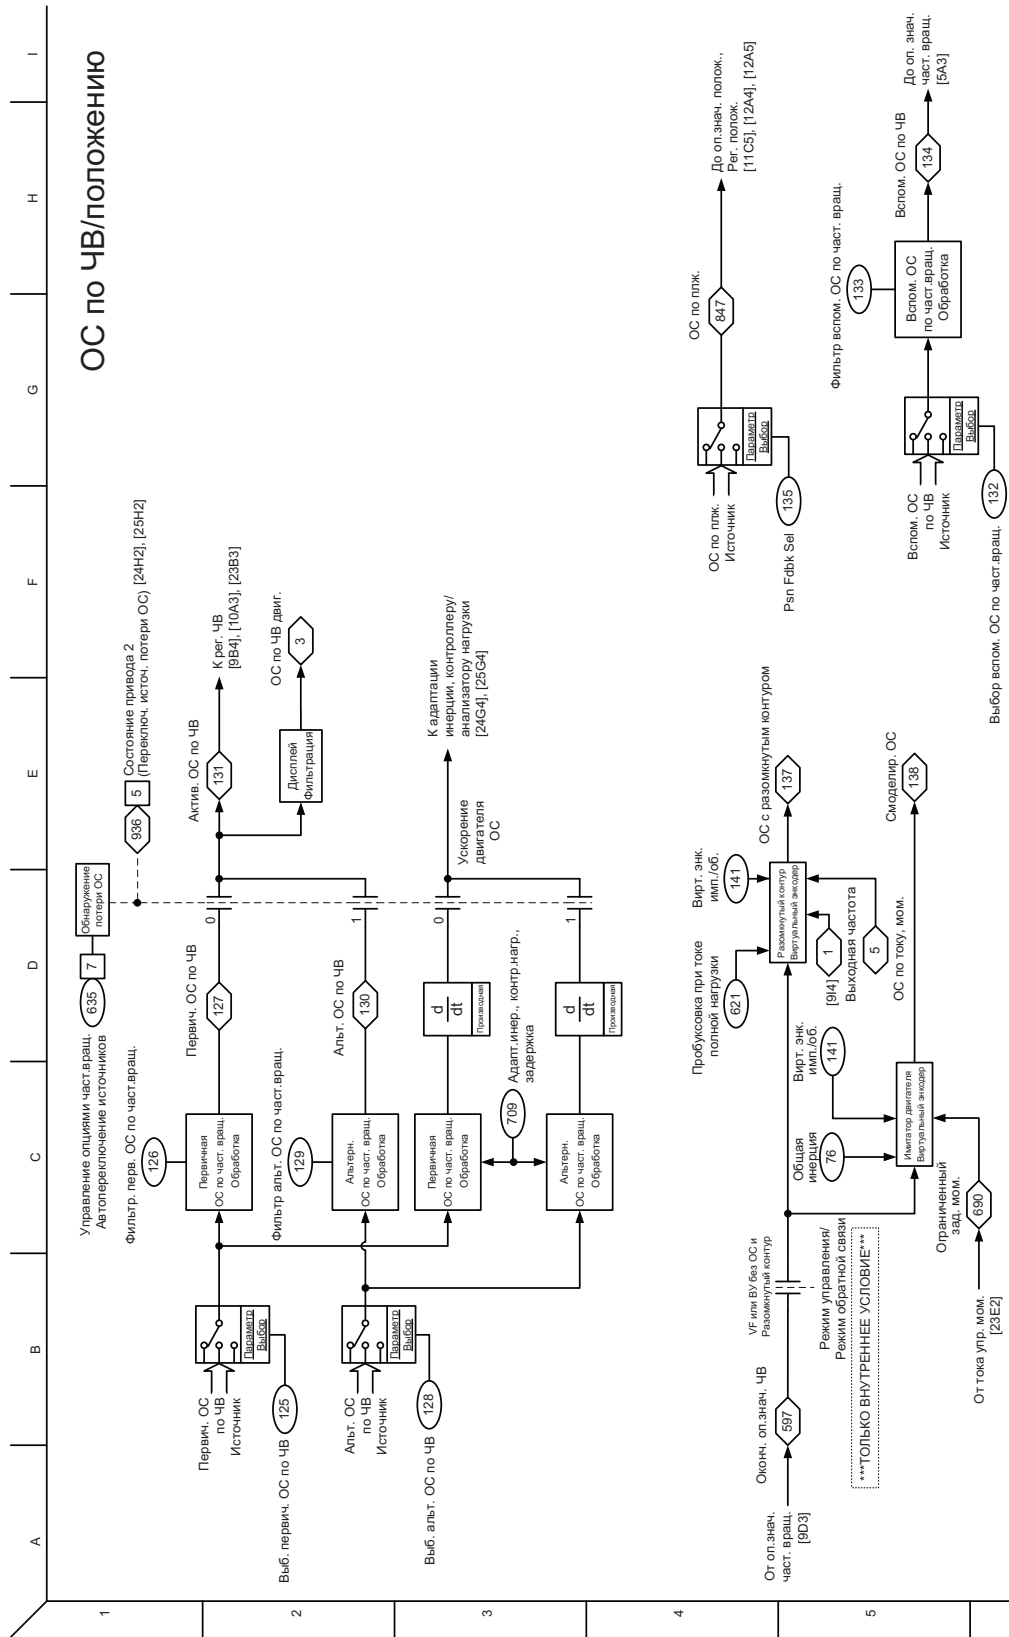 ОС по ЧВ/положению
A
B
C
D
E
F
G
H
I
1
2
3
4
5
Управление опциями част.вращ.
Автопереключение источников
635
7
Обнаружение
потери ОС
936
5
Состояние привода 2
(Переключ. источ. потери ОС) [24H2], [25H2]
Первич. ОС
по ЧВ
Источник
Параметр
Выбор
125
Выб. первич. ОС по ЧВ
Фильтр. перв. ОС по част.вращ.
126
Первичная
ОС по част. вращ.
Обработка
Первич. ОС по ЧВ
127
0
Актив. ОС по ЧВ
131
К рег. ЧВ
[9B4], [10A3], [23B3]
Дисплей
Фильтрация
ОС по ЧВ двиг.
3
Альт. ОС
по ЧВ
Источник
Параметр
Выбор
128
Выб. альт. ОС по ЧВ
Фильтр альт. ОС по част.вращ.
129
Альтерн.
ОС по част. вращ.
Обработка
Альт. ОС по ЧВ
130
1
Первичная
ОС по част. вращ.
Обработка
d
dt
Производная
0
Ускорение
двигателя
ОС
К адаптации
инерции, контроллеру/
анализатору нагрузки
[24G4], [25G4]
709
Адапт.инер., контр.нагр.,
задержка
Альтерн.
ОС по част. вращ.
Обработка
d
dt
Производная
1
ОС по плж.
Источник
Параметр
Выбор
135
Psn Fdbk Sel
ОС по плж.
847
До оп.знач. полож.,
Рег. полож.
[11C5], [12A4], [12A5]
От оп.знач.
част. вращ.
[9D3]
Оконч. оп.знач. ЧВ
597
VF или ВУ без ОС и
Разомкнутый контур
Режим управления/
Режим обратной связи
***ТОЛЬКО ВНУТРЕННЕЕ УСЛОВИЕ***
Пробуксовка при токе
полной нагрузки
621
Вирт. энк.
имп./об.
141
Разомкнутый контур
Виртуальный энкодер
1
[9I4]
Выходная частота
5
ОС с разомкнутым контуром
137
Общая
инерция
76
Вирт. энк.
имп./об.
141
Имитатор двигателя
Виртуальный энкодер
ОС по току, мом.
Смоделир. ОС
138
Ограниченный
зад. мом.
690
От тока упр. мом.
[23E2]
Вспом. ОС
по ЧВ
Источник
Параметр
Выбор
132
Выбор вспом. ОС по част.вращ.
Фильтр вспом. ОС по част. вращ.
133
Вспом. ОС
по част.вращ.
Обработка
Вспом. ОС по ЧВ
134
До оп. знач.
част. вращ.
[5A3]